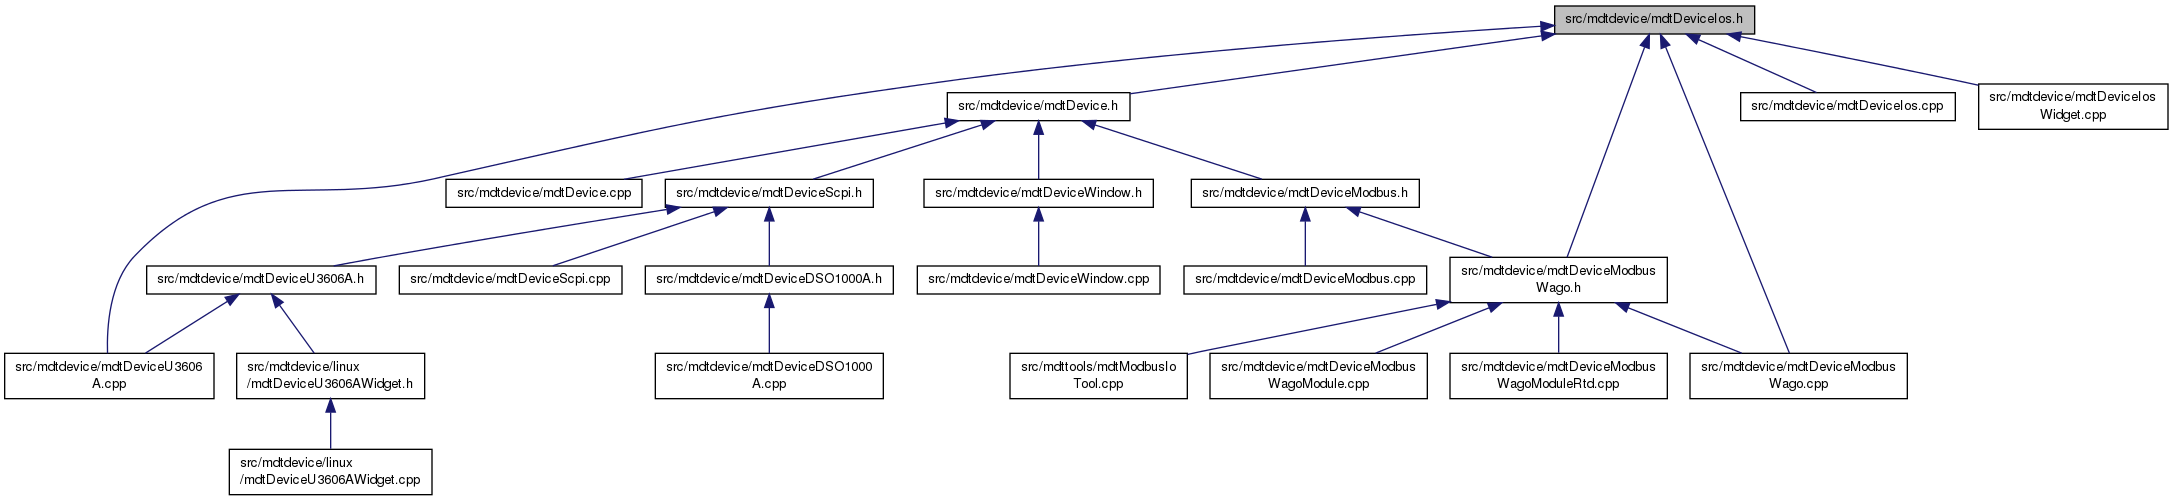 src/mdtdevice/mdtDeviceIos.h
src/mdtdevice/mdtDevice.h
src/mdtdevice/mdtDeviceIos.cpp
src/mdtdevice/mdtDeviceIos
Widget.cpp
src/mdtdevice/mdtDevice.cpp
src/mdtdevice/mdtDeviceScpi.h
src/mdtdevice/mdtDeviceWindow.h
src/mdtdevice/mdtDeviceModbus.h
src/mdtdevice/mdtDeviceU3606A.h
src/mdtdevice/mdtDeviceScpi.cpp
src/mdtdevice/mdtDeviceDSO1000A.h
src/mdtdevice/mdtDeviceWindow.cpp
src/mdtdevice/mdtDeviceModbus.cpp
src/mdtdevice/mdtDeviceModbus
Wago.h
src/mdtdevice/mdtDeviceU3606
A.cpp
src/mdtdevice/linux
/mdtDeviceU3606AWidget.h
src/mdtdevice/mdtDeviceDSO1000
A.cpp
src/mdttools/mdtModbusIo
Tool.cpp
src/mdtdevice/mdtDeviceModbus
WagoModule.cpp
src/mdtdevice/mdtDeviceModbus
WagoModuleRtd.cpp
src/mdtdevice/mdtDeviceModbus
Wago.cpp
src/mdtdevice/linux
/mdtDeviceU3606AWidget.cpp